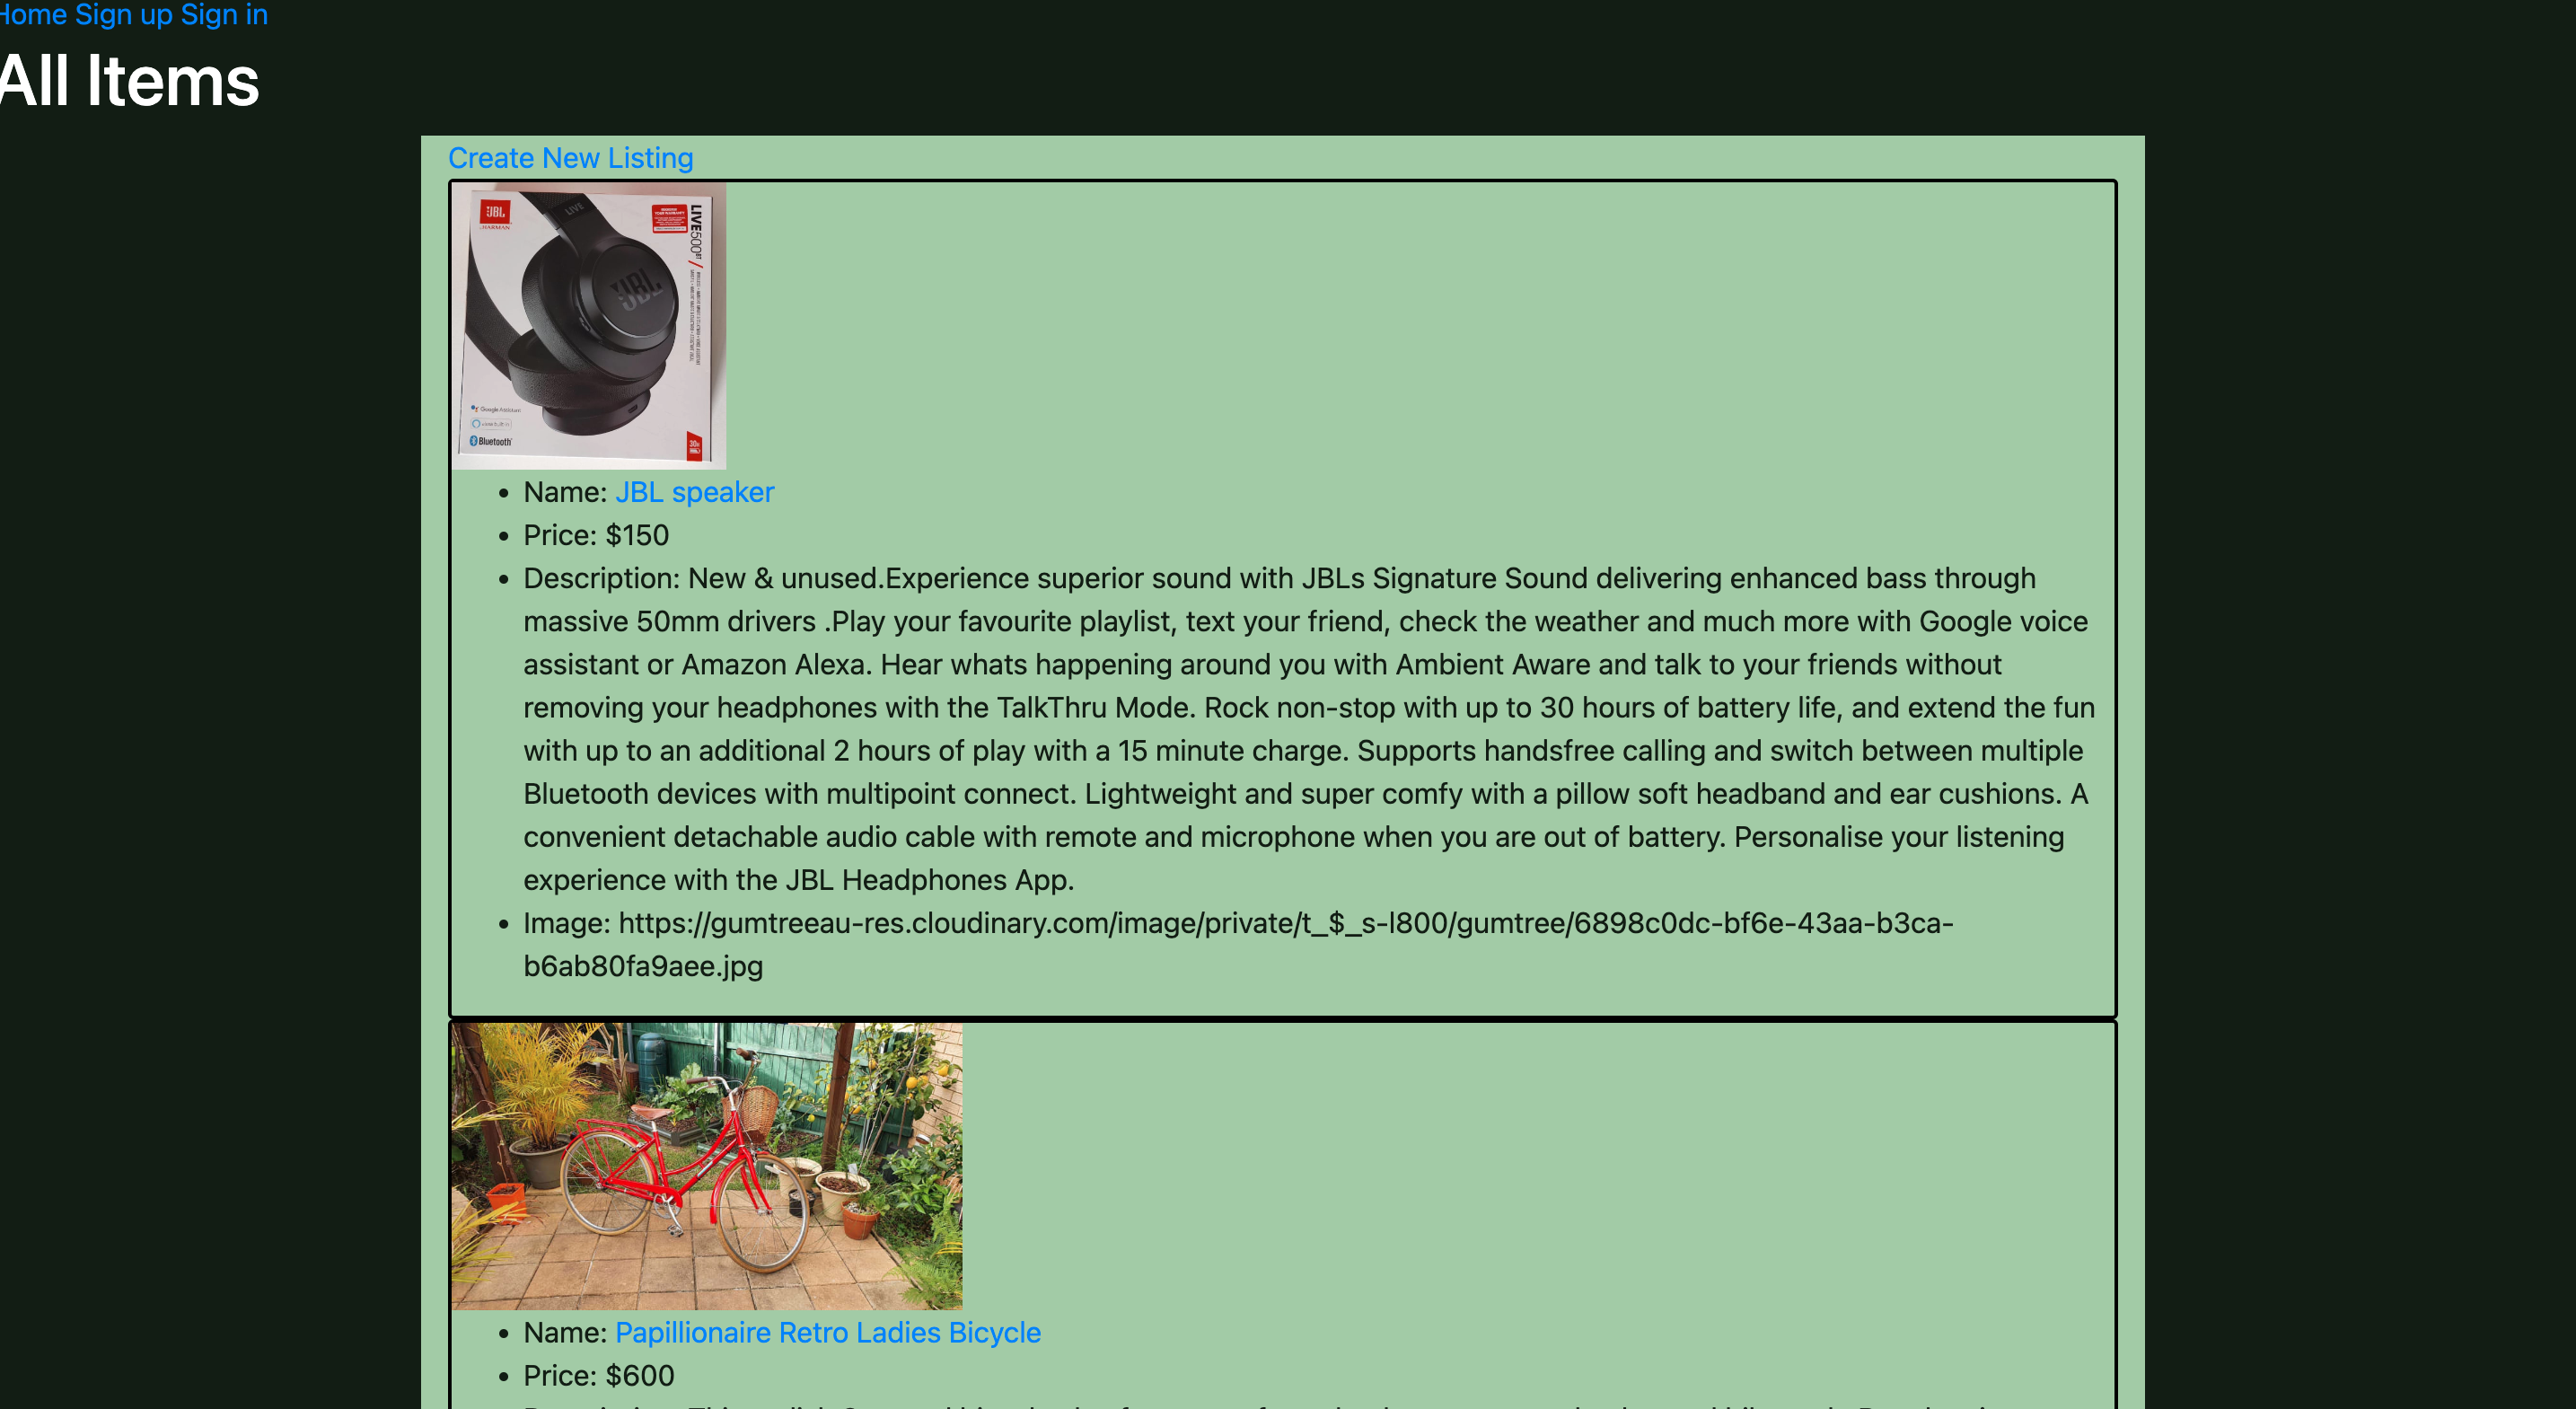 Home Sign up Sign in
All Items
Create New Listing
JBL
by HARMAN
LIVE
LIVE500BT
JBL
Google Assistant
Bluetooth
30H
Name: JBL speaker
Price: $150
Description: New & unused.Experience superior sound with JBLs Signature Sound delivering enhanced bass through
massive 50mm drivers .Play your favourite playlist, text your friend, check the weather and much more with Google voice
assistant or Amazon Alexa. Hear whats happening around you with Ambient Aware and talk to your friends without
removing your headphones with the TalkThru Mode. Rock non-stop with up to 30 hours of battery life, and extend the fun
with up to an additional 2 hours of play with a 15 minute charge. Supports handsfree calling and switch between multiple
Bluetooth devices with multipoint connect. Lightweight and super comfy with a pillow soft headband and ear cushions. A
convenient detachable audio cable with remote and microphone when you are out of battery. Personalise your listening
experience with the JBL Headphones App.
Image: https://gumtreeau-res.cloudinary.com/image/private/t_$_s-l800/gumtree/6898c0dc-bf6e-43aa-b3ca-
b6ab80fa9aee.jpg
Name: Papillionaire Retro Ladies Bicycle
Price: $600